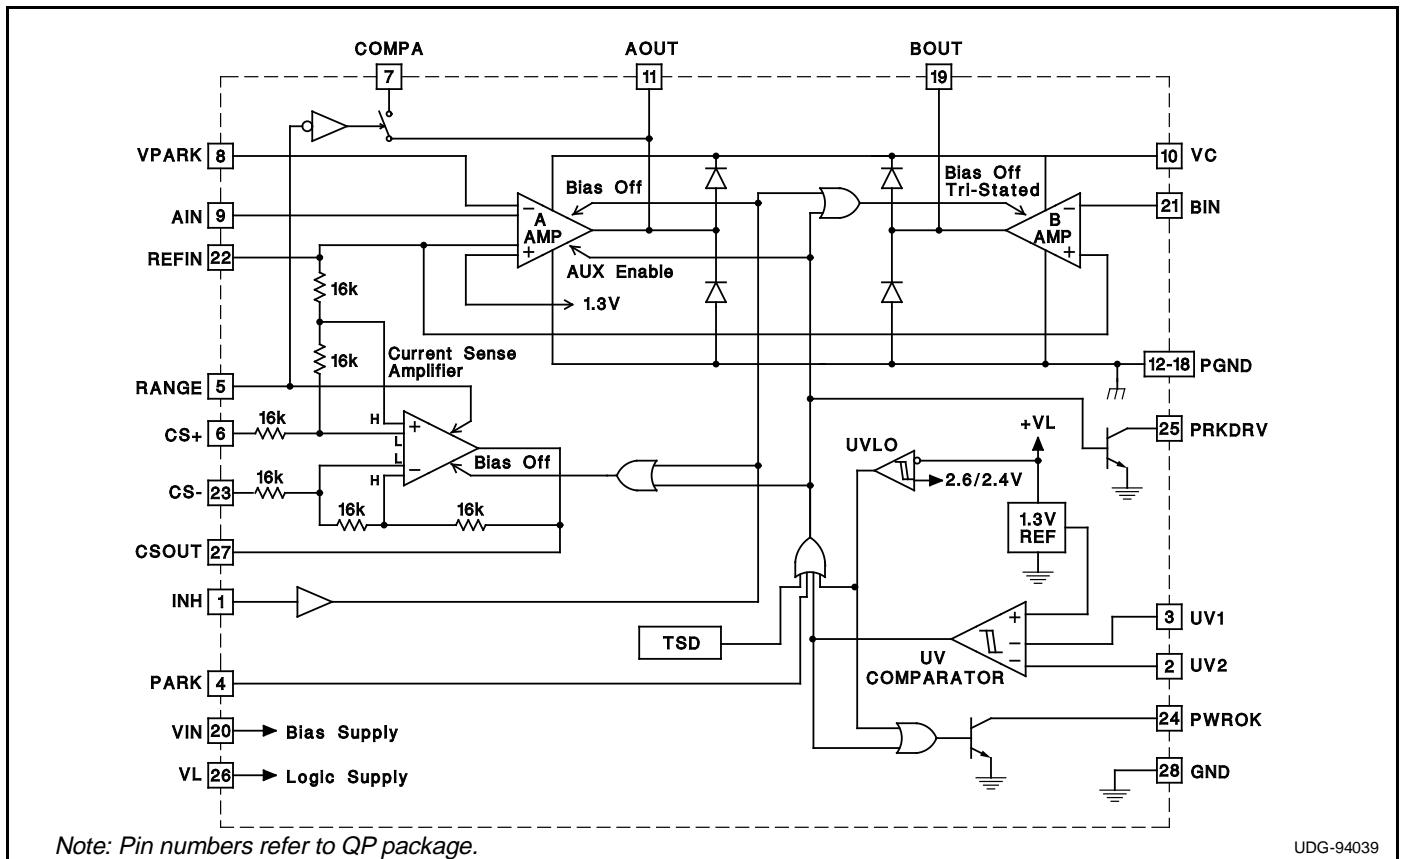 COMPA
AOUT
BOUT
7
11
19
VPARK 8
10 VC
Bias Off
Bias Off
Tri-Stated
AIN 9
−
A
AMP
+
B
AMP
−
+
21 BIN
REFIN 22
AUX Enable
16k
1.3V
16k
Current Sense
Amplifier
12-18 PGND
RANGE 5
16k
H
+
CS+ 6
L
L
−
H
Bias Off
UVLO
+VL
25 PRKDRV
2.6/2.4V
CS- 23
16k
16k
16k
1.3V
REF
CSOUT 27
INH 1
+
−
−
3 UV1
TSD
UV
COMPARATOR
2 UV2
PARK 4
24 PWROK
VIN 20 Bias Supply
VL 26 Logic Supply
28 GND
Note: Pin numbers refer to QP package.
UDG-94039